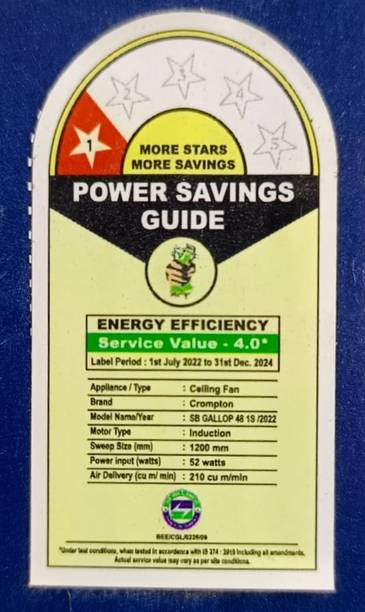 1 2 3 4 5
MORE STARS
MORE SAVINGS
POWER SAVINGS
GUIDE
ENERGY EFFICIENCY
Service Value - 4.0*
Label Period : 1st July 2022 to 31st Dec. 2024
Appliance / Type : Ceiling Fan
Brand : Crompton
Model Name/Year : SB GALLOP 48 1S /2022
Motor Type : Induction
Sweep Size (mm) : 1200 mm
Power input (watts) : 52 watts
Air Delivery (cu m/ min) : 210 cu m/min
*Under test conditions, when tested in accordance with IS 374 : 2019 including all amendments.
Actual service value may vary as per site conditions.